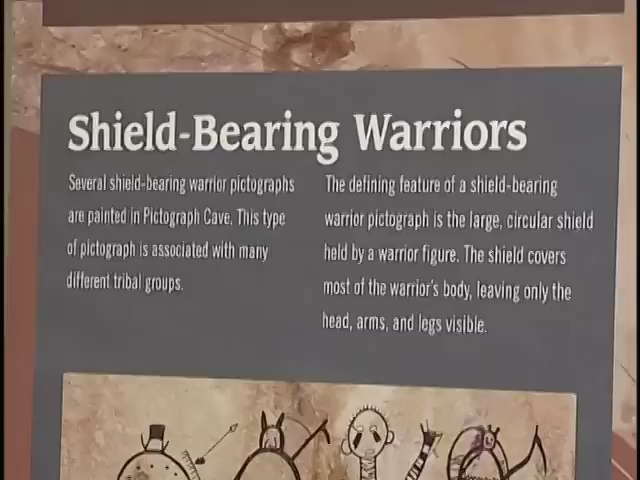 Shield-Bearing Warriors
Several shield-bearing warrior pictographs
are painted in Pictograph Cave. This type
of pictograph is associated with many
different tribal groups.
The defining feature of a shield-bearing
warrior pictograph is the large, circular shield
held by a warrior figure. The shield covers
most of the warrior's body, leaving only the
head, arms, and legs visible.